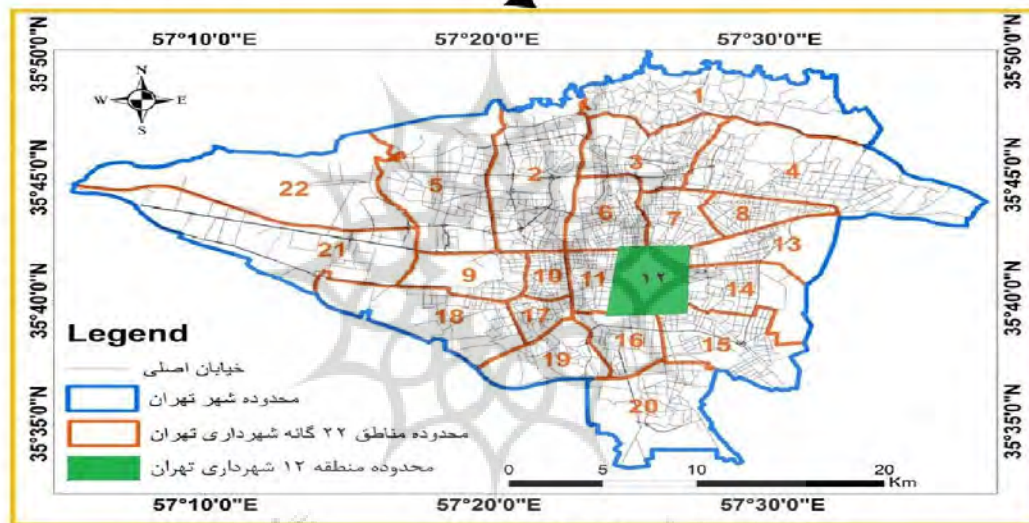 57°10'0"E 57°20'0"E 57°30'0"E
35°50'0"N 35°50'0"N
35°45'0"N 35°45'0"N
35°40'0"N 35°40'0"N
35°35'0"N 35°35'0"N
N
W E
S
1
3
4
2
5
22
6
7
8
13
21
9
10
11
۱۲
14
18
17
16
15
19
20
Legend
خیابان اصلی
محدوده شهر تهران
محدوده مناطق ۲۲ گانه شهرداری تهران
محدوده منطقه ۱۲ شهرداری تهران
0 5 10 20
Km
57°10'0"E 57°20'0"E 57°30'0"E